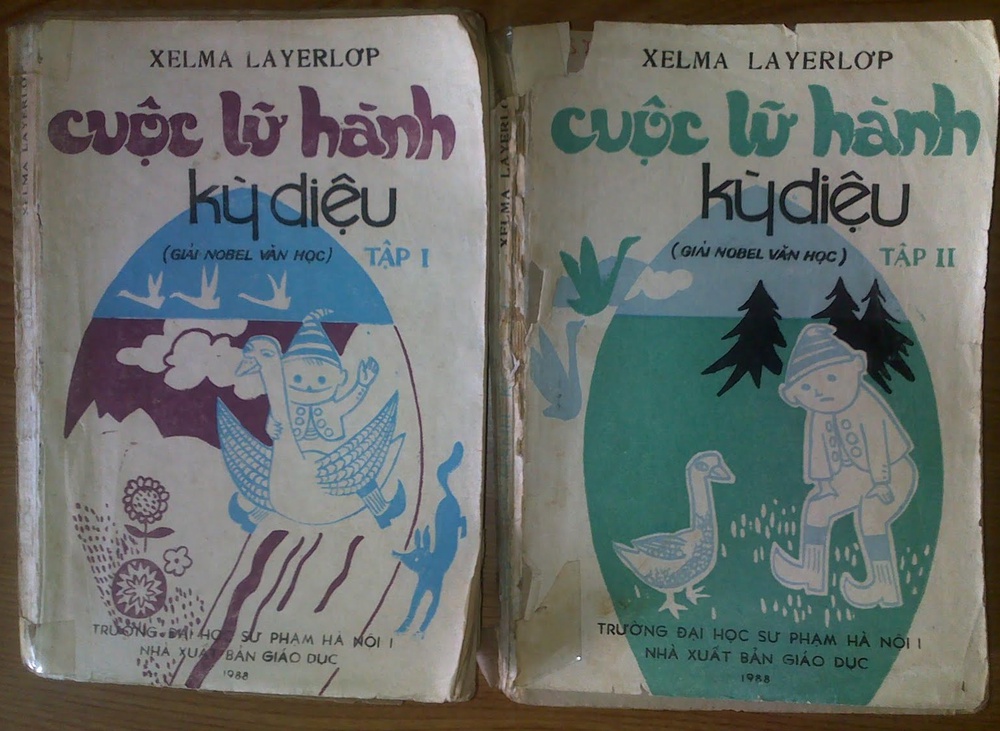 XELMA LAYERLƠP
cuộc lữ hành
kỳ diệu
(GIẢI NOBEL VĂN HỌC)
TẬP I
TRƯỜNG ĐẠI HỌC SƯ PHẠM HÀ NỘI I
NHÀ XUẤT BẢN GIÁO DỤC
1988
XELMA LAYERLƠP
cuộc lữ hành
kỳ diệu
(GIẢI NOBEL VĂN HỌC)
TẬP II
TRƯỜNG ĐẠI HỌC SƯ PHẠM HÀ NÔI I
NHÀ XUẤT BẢN GIÁO DỤC
1988